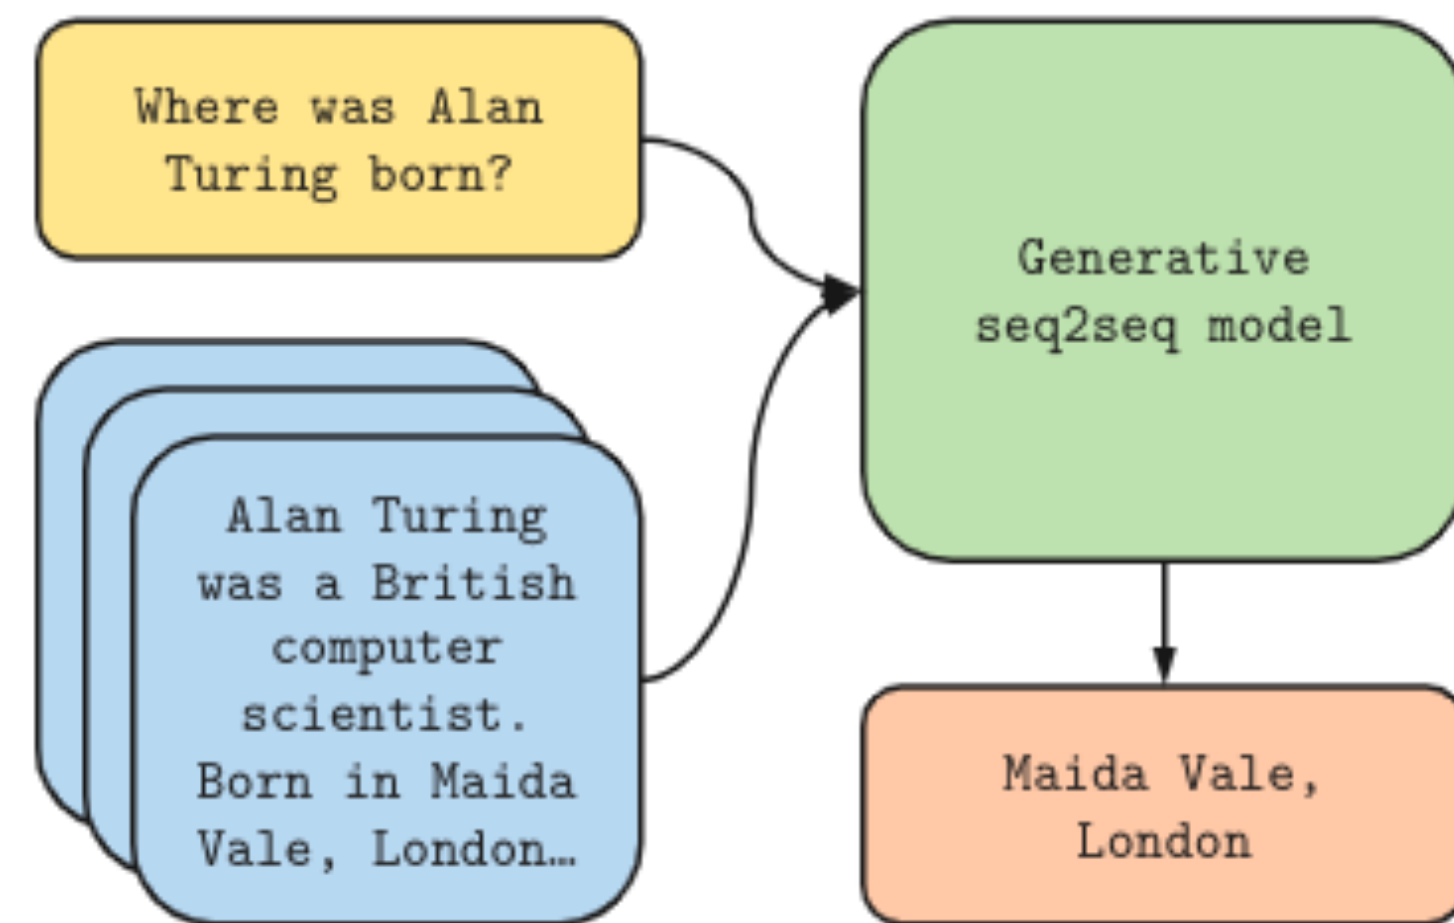 Where was Alan
Turing born?
Generative
seq2seq model
Alan Turing
was a British
computer
scientist.
Born in Maida
Vale, London…
Maida Vale,
London